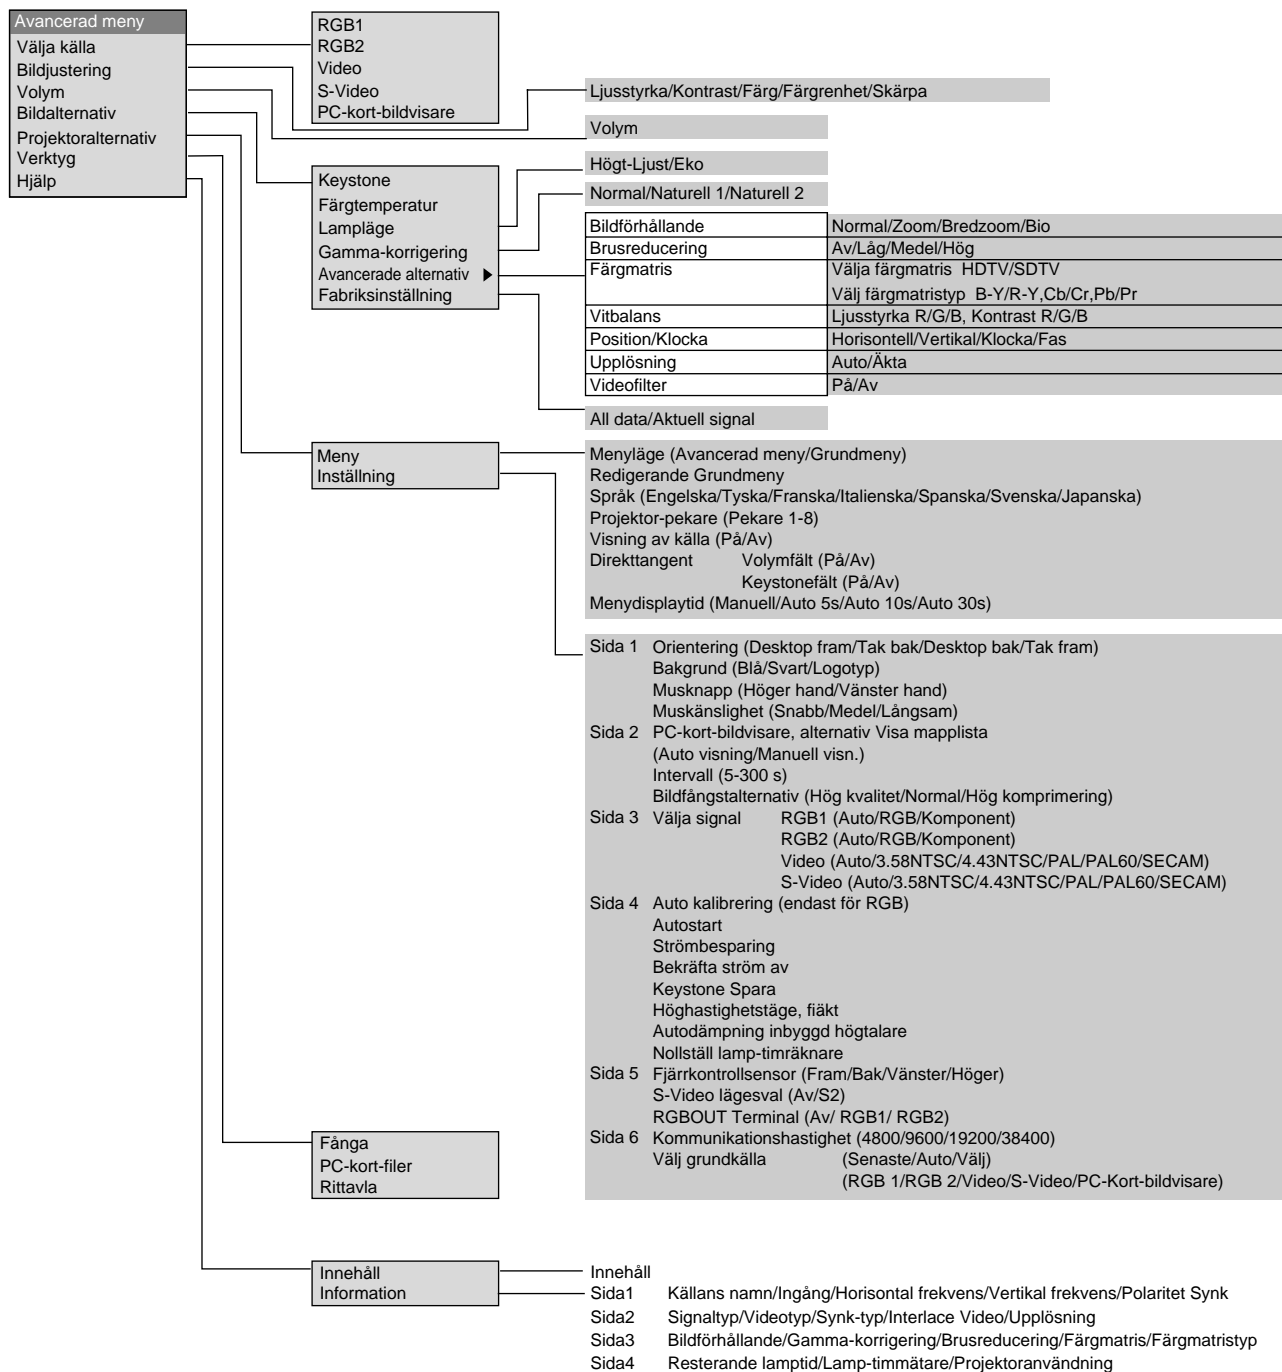 Avancerad meny
Välja källa
Bildjustering
Volym
Bildalternativ
Projektoralternativ
Verktyg
Hjälp
RGB1
RGB2
Video
S-Video
PC-kort-bildvisare
Ljusstyrka/Kontrast/Färg/Färgrenhet/Skärpa
Volym
Keystone
Färgtemperatur
Lampläge
Gamma-korrigering
Avancerade alternativ
Fabriksinställning
Högt-Ljust/Eko
Normal/Naturell 1/Naturell 2
Bildförhållande Normal/Zoom/Bredzoom/Bio
Brusreducering Av/Låg/Medel/Hög
Färgmatris Välja färgmatris HDTV/SDTV
Välj färgmatristyp B-Y/R-Y,Cb/Cr,Pb/Pr
Vitbalans Ljusstyrka R/G/B, Kontrast R/G/B
Position/Klocka Horisontell/Vertikal/Klocka/Fas
Upplösning Auto/Äkta
Videofilter På/Av
All data/Aktuell signal
Meny
Inställning
Menyläge (Avancerad meny/Grundmeny)
Redigerande Grundmeny
Språk (Engelska/Tyska/Franska/Italienska/Spanska/Svenska/Japanska)
Projektor-pekare (Pekare 1-8)
Visning av källa (På/Av)
Direkttangent Volymfält (På/Av)
Keystonefält (På/Av)
Menydisplaytid (Manuell/Auto 5s/Auto 10s/Auto 30s)
Sida 1 Orientering (Desktop fram/Tak bak/Desktop bak/Tak fram)
Bakgrund (Blå/Svart/Logotyp)
Musknapp (Höger hand/Vänster hand)
Muskänslighet (Snabb/Medel/Långsam)
Sida 2 PC-kort-bildvisare, alternativ Visa mapplista
(Auto visning/Manuell visn.)
Intervall (5-300 s)
Bildfångstalternativ (Hög kvalitet/Normal/Hög komprimering)
Sida 3 Välja signal RGB1 (Auto/RGB/Komponent)
RGB2 (Auto/RGB/Komponent)
Video (Auto/3.58NTSC/4.43NTSC/PAL/PAL60/SECAM)
S-Video (Auto/3.58NTSC/4.43NTSC/PAL/PAL60/SECAM)
Sida 4 Auto kalibrering (endast för RGB)
Autostart
Strömbesparing
Bekräfta ström av
Keystone Spara
Höghastighetstäge, fiäkt
Autodämpning inbyggd högtalare
Nollställ lamp-timräknare
Sida 5 Fjärrkontrollsensor (Fram/Bak/Vänster/Höger)
S-Video lägesval (Av/S2)
RGBOUT Terminal (Av/ RGB1/ RGB2)
Sida 6 Kommunikationshastighet (4800/9600/19200/38400)
Välj grundkälla (Senaste/Auto/Välj)
(RGB 1/RGB 2/Video/S-Video/PC-Kort-bildvisare)
Fånga
PC-kort-filer
Rittavla
Innehåll
Information
Innehåll
Sida1 Källans namn/Ingång/Horisontal frekvens/Vertikal frekvens/Polaritet Synk
Sida2 Signaltyp/Videotyp/Synk-typ/Interlace Video/Upplösning
Sida3 Bildförhållande/Gamma-korrigering/Brusreducering/Färgmatris/Färgmatristyp
Sida4 Resterande lamptid/Lamp-timmätare/Projektoranvändning